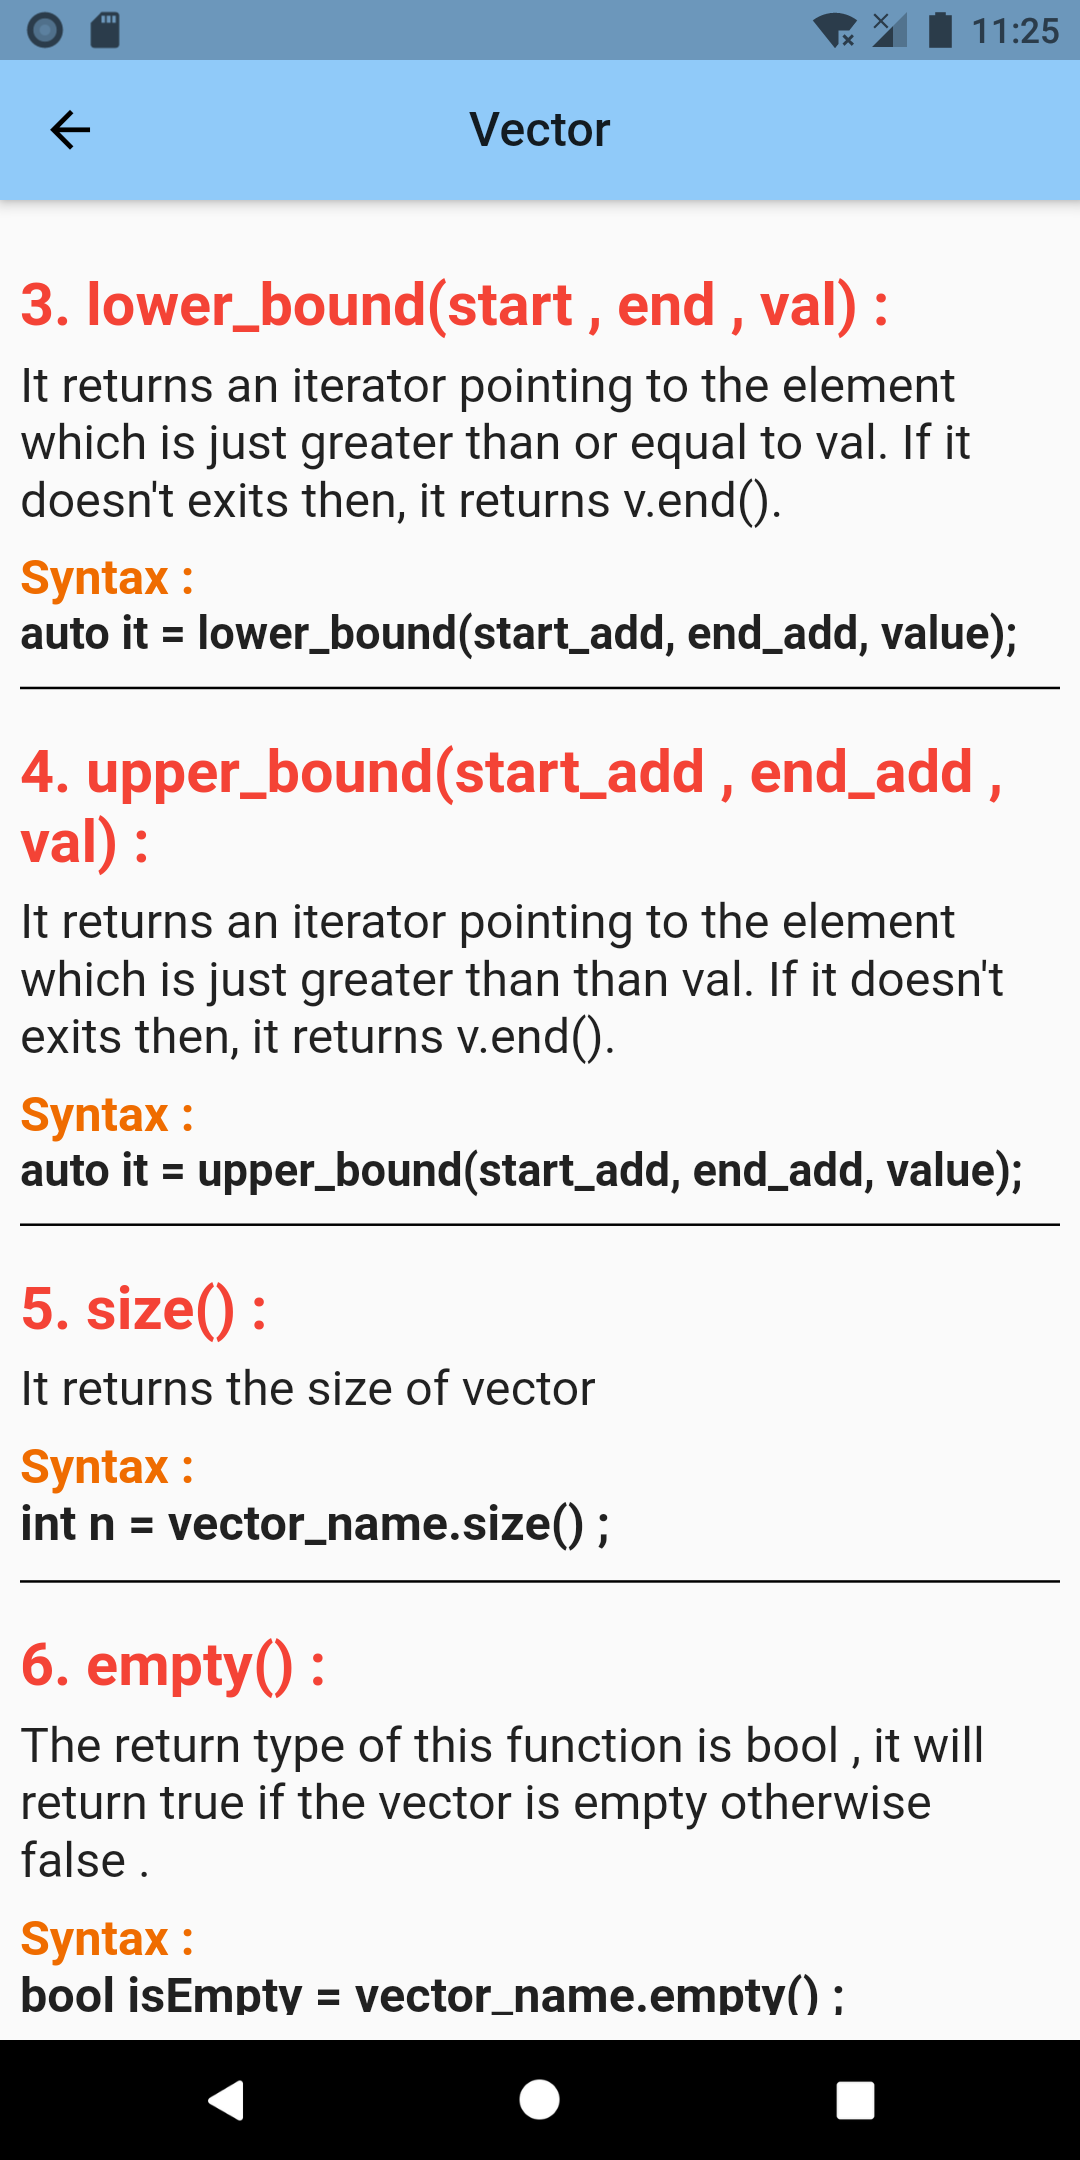 11:25
Vector
3. lower_bound(start , end , val) :
It returns an iterator pointing to the element
which is just greater than or equal to val. If it
doesn't exits then, it returns v.end().
Syntax :
auto it = lower_bound(start_add, end_add, value);
4. upper_bound(start_add , end_add ,
val) :
It returns an iterator pointing to the element
which is just greater than than val. If it doesn't
exits then, it returns v.end().
Syntax :
auto it = upper_bound(start_add, end_add, value);
5. size() :
It returns the size of vector
Syntax :
int n = vector_name.size() ;
6. empty() :
The return type of this function is bool , it will
return true if the vector is empty otherwise
false .
Syntax :
bool isEmpty = vector_name.empty() ;